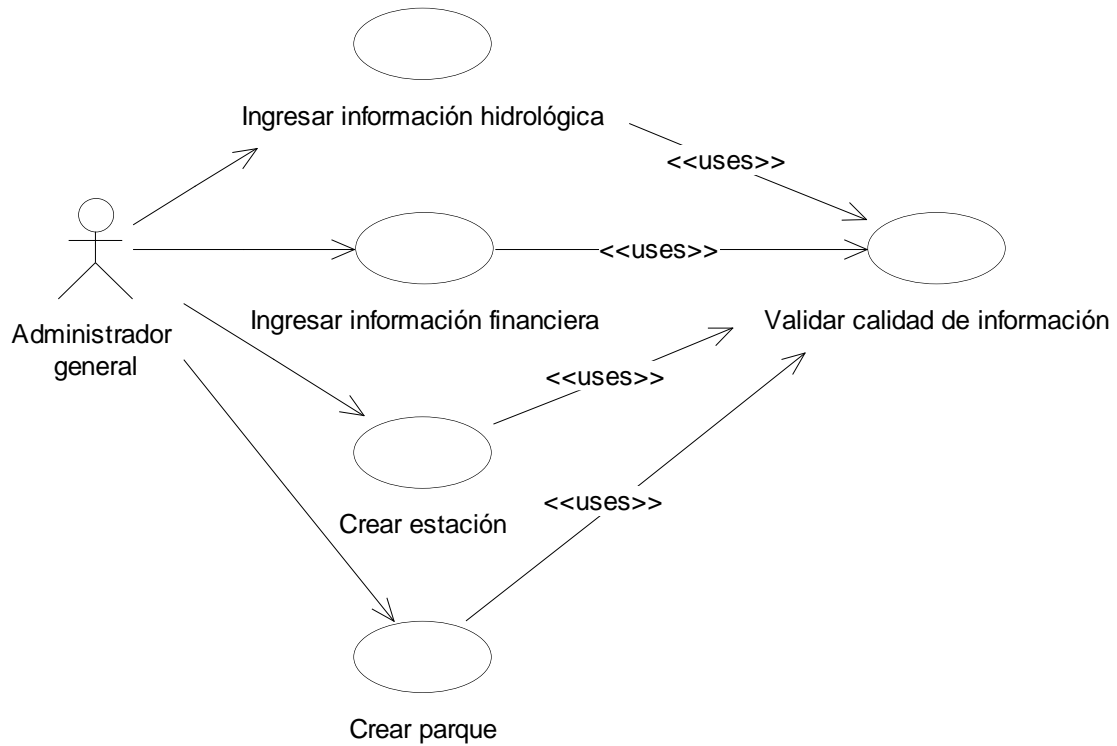 Ingresar información hidrológica
<<uses>>
<<uses>>
Ingresar información financiera
Validar calidad de información
Administrador
general
<<uses>>
<<uses>>
Crear estación
Crear parque